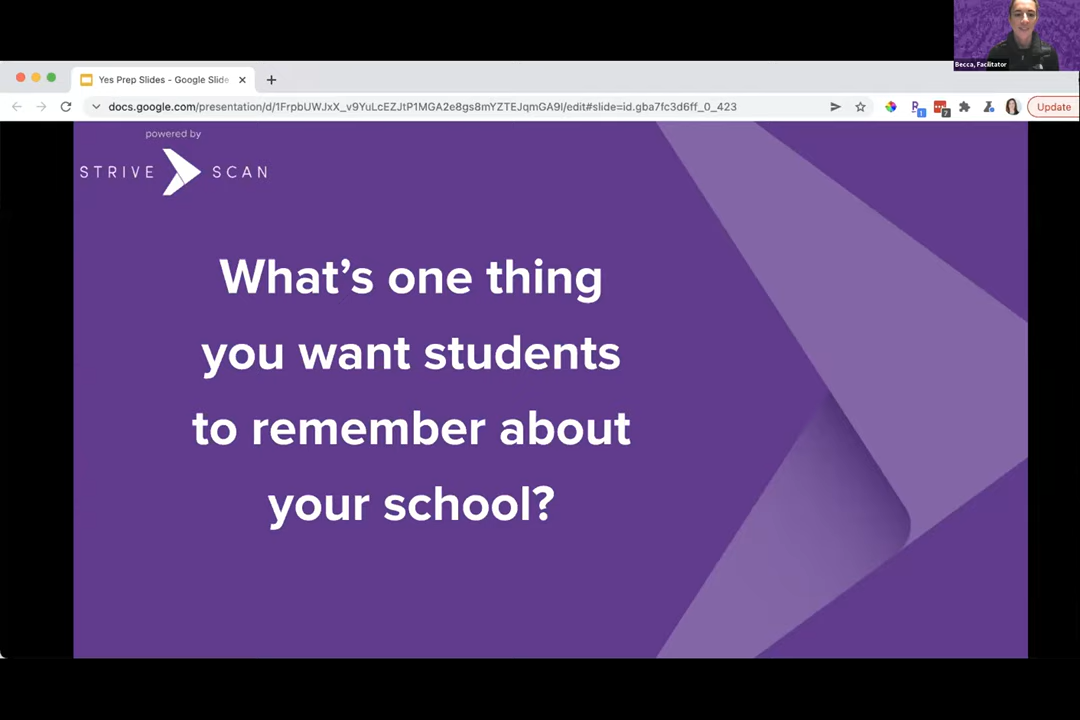 Becca, Facilitator
Yes Prep Slides - Google Slide
docs.google.com/presentation/d/1FrpbUWJxX_v9YuLcEZJtP1MGA2e8gs8mYZTEJqmGA9I/edit#slide=id.gba7fc3d6ff_0_423
Update
powered by
STRIVE SCAN
What's one thing
you want students
to remember about
your school?